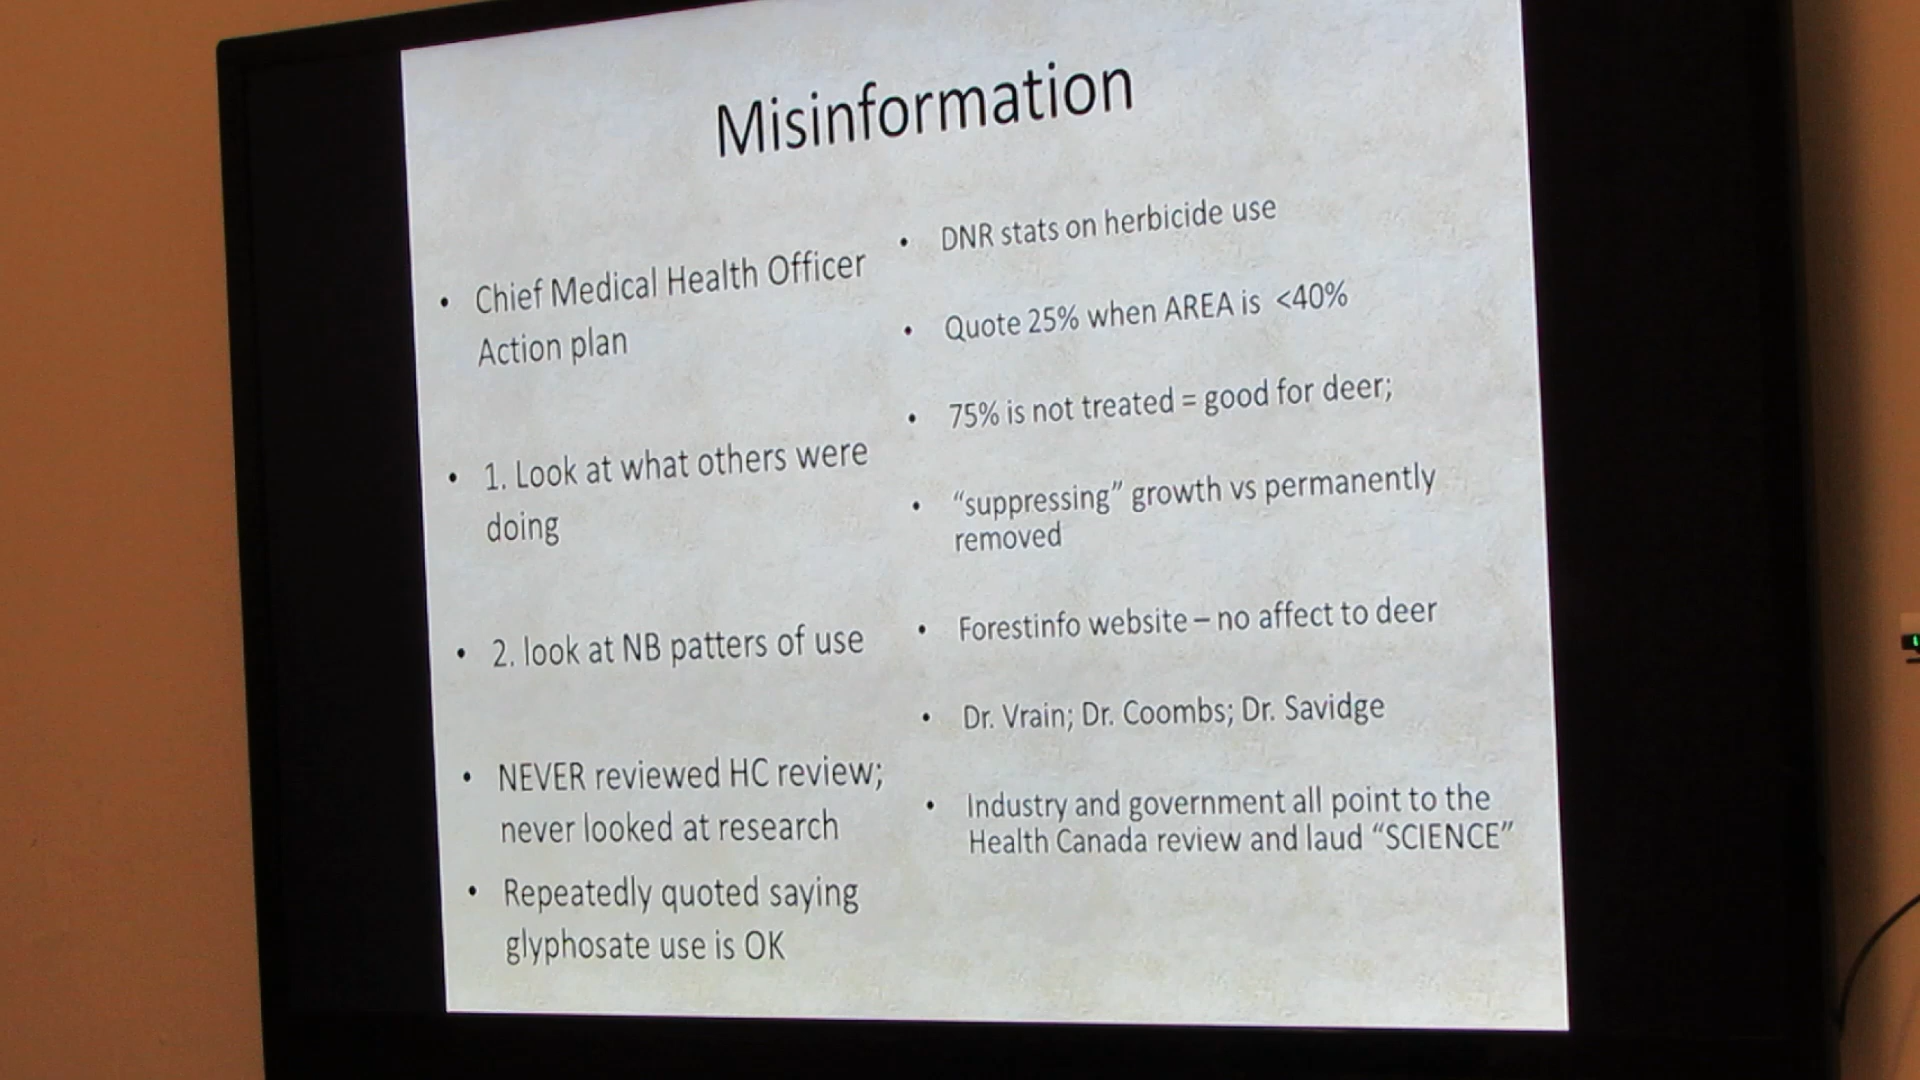 Misinformation
• Chief Medical Health Officer
Action plan
• 1. Look at what others were
doing
• 2. look at NB patters of use
• NEVER reviewed HC review;
never looked at research
• Repeatedly quoted saying
glyphosate use is OK
• DNR stats on herbicide use
• Quote 25% when AREA is <40%
• 75% is not treated = good for deer;
• “suppressing” growth vs permanently
removed
• Forestinfo website – no affect to deer
• Dr. Vrain; Dr. Coombs; Dr. Savidge
• Industry and government all point to the
Health Canada review and laud “SCIENCE”